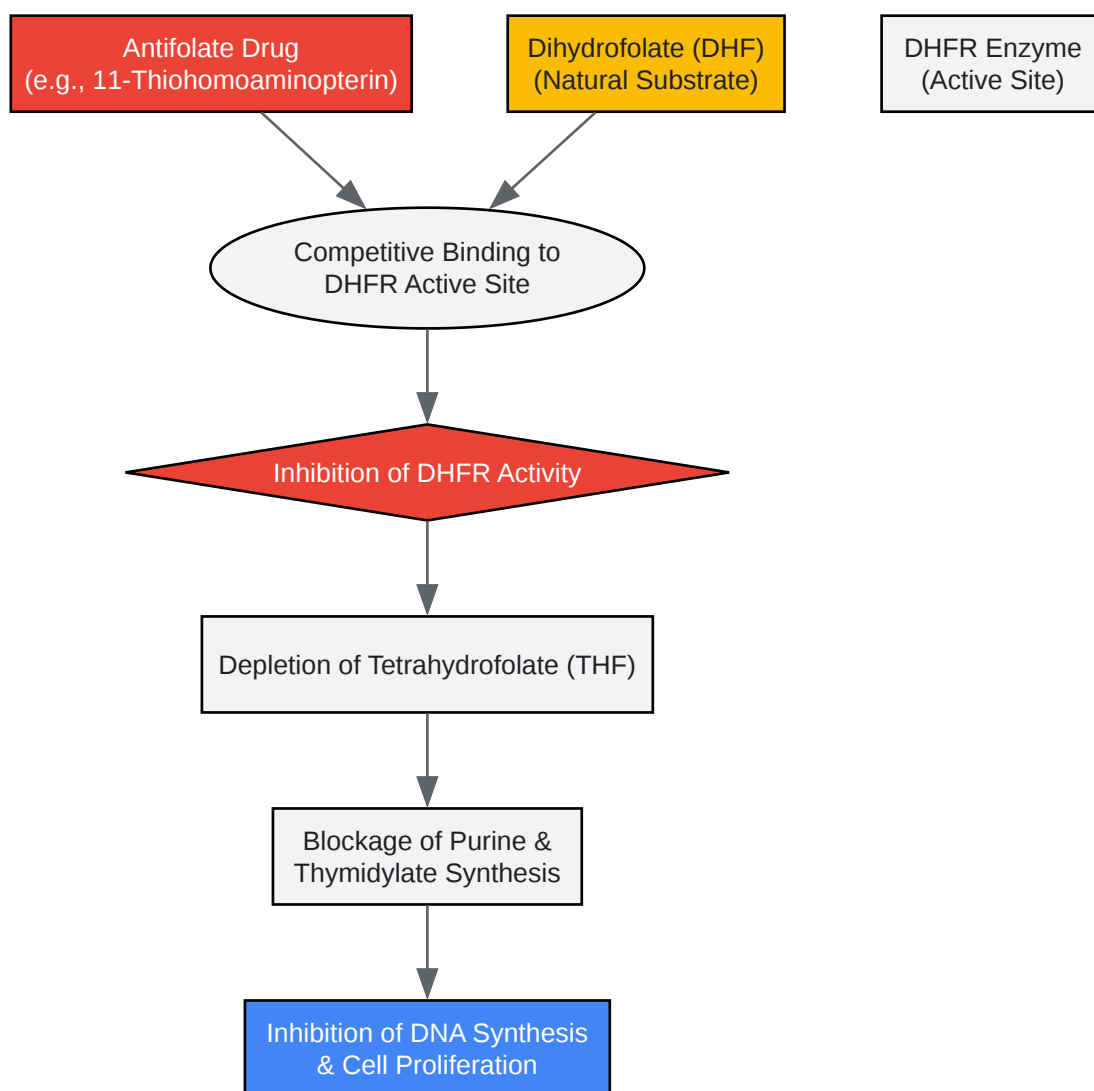 Antifolate Drug
(e.g., 11-Thiohomoaminopterin)
Dihydrofolate (DHF)
(Natural Substrate)
DHFR Enzyme
(Active Site)
Competitive Binding to
DHFR Active Site
Inhibition of DHFR Activity
Depletion of Tetrahydrofolate (THF)
Blockage of Purine &
Thymidylate Synthesis
Inhibition of DNA Synthesis
& Cell Proliferation